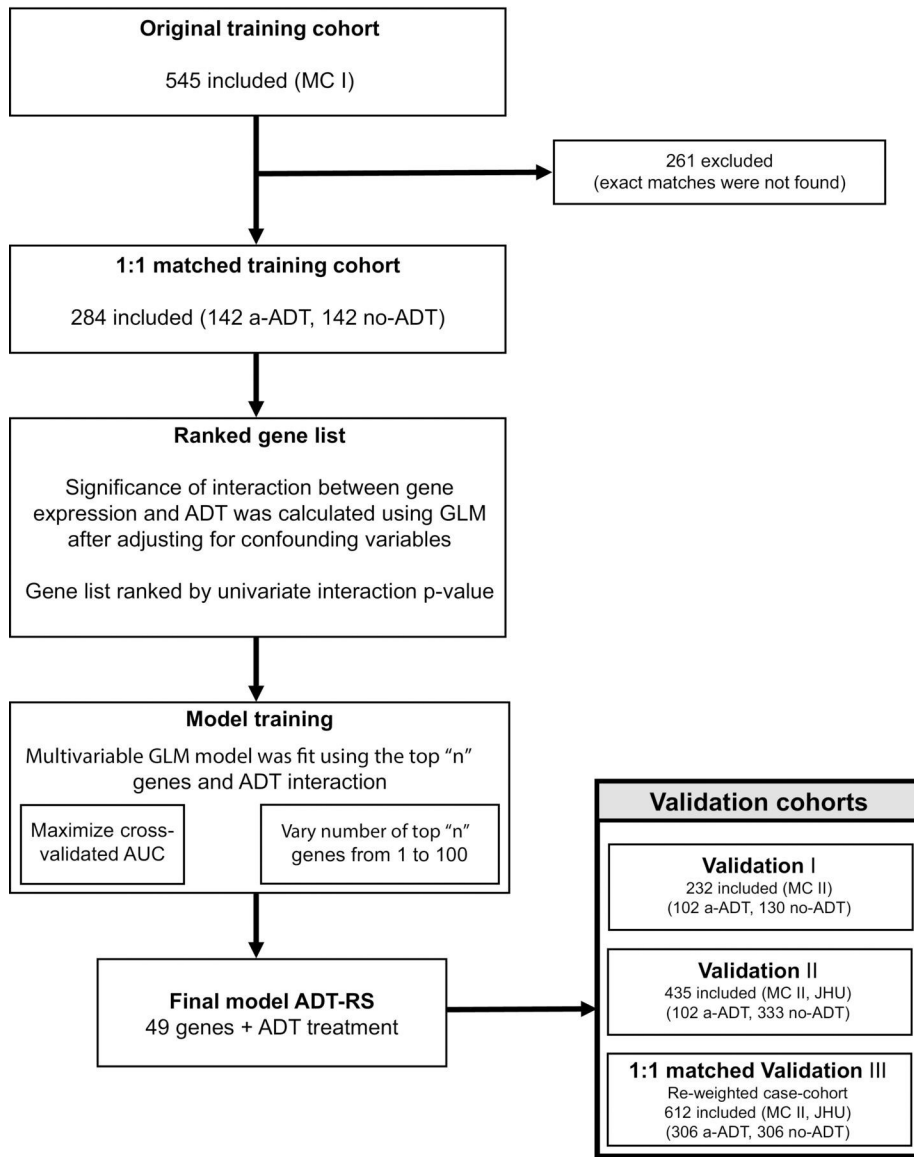 Original training cohort
545 included (MC I)
261 excluded
(exact matches were not found)
1:1 matched training cohort
284 included (142 a-ADT, 142 no-ADT)
Ranked gene list
Significance of interaction between gene
expression and ADT was calculated using GLM
after adjusting for confounding variables
Gene list ranked by univariate interaction p-value
Model training
Multivariable GLM model was fit using the top “n”
genes and ADT interaction
Maximize cross-
validated AUC
Vary number of top “n”
genes from 1 to 100
Final model ADT-RS
49 genes + ADT treatment
Validation cohorts
Validation I
232 included (MC II)
(102 a-ADT, 130 no-ADT)
Validation II
435 included (MC II, JHU)
(102 a-ADT, 333 no-ADT)
1:1 matched Validation III
Re-weighted case-cohort
612 included (MC II, JHU)
(306 a-ADT, 306 no-ADT)